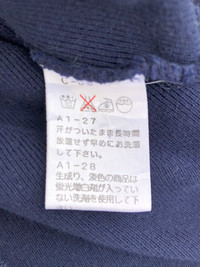 A1-27
汗がついたまま長時間
放置せず早めにお洗濯
して下さい。
A1-28
生成り、淡色の商品は
蛍光増白剤が入ってい
ない洗剤を使用して下
さい